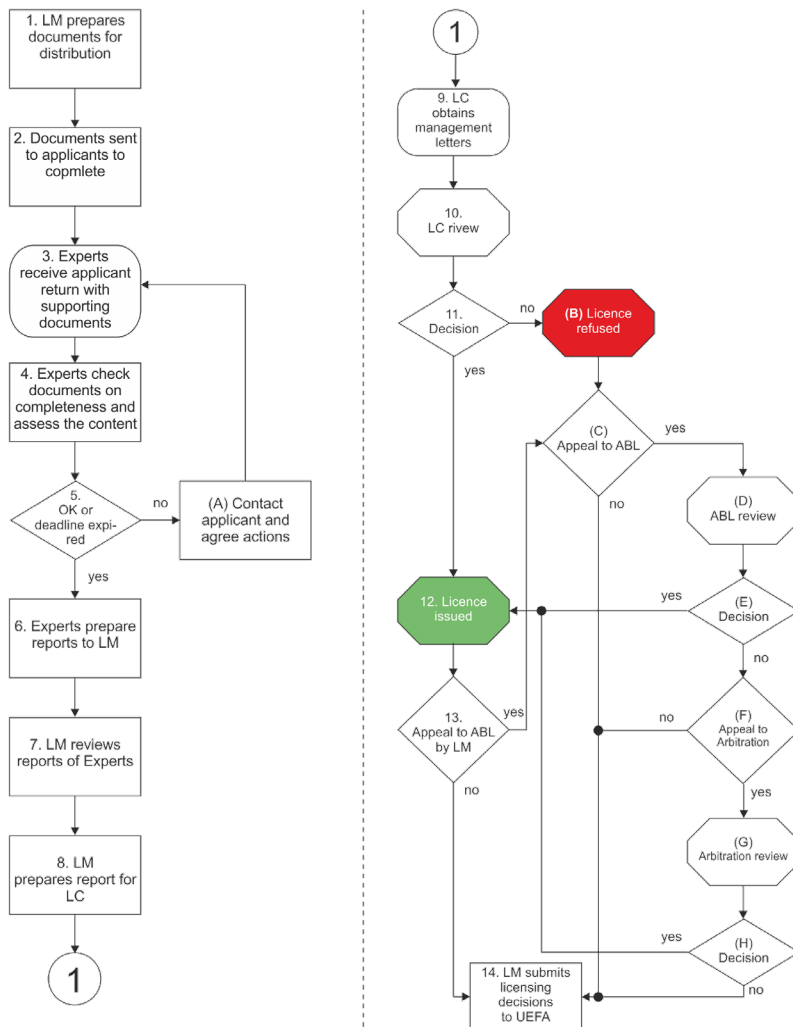 1. LM prepares
documents for
distribution
2. Documents sent
to applicants to
copmlete
3. Experts
receive applicant
return with
supporting
documents
4. Experts check
documents on
completeness and
assess the content
5.
OK or
deadline expi-
red
no
(A) Contact
applicant and
agree actions
yes
6. Experts prepare
reports to LM
7. LM reviews
reports of Experts
8. LM
prepares report for
LC
1
1
9. LC
obtains
management
letters
10.
LC rivew
11.
Decision
no
(B) Licence
refused
yes
(C)
Appeal to ABL
yes
no
(D)
ABL review
12. Licence
issued
yes
(E)
Decision
no
13.
Appeal to ABL
by LM
yes
no
no
(F)
Appeal to
Arbitration
yes
(G)
Arbitration review
yes
(H)
Decision
no
14. LM submits
licensing
decisions
to UEFA